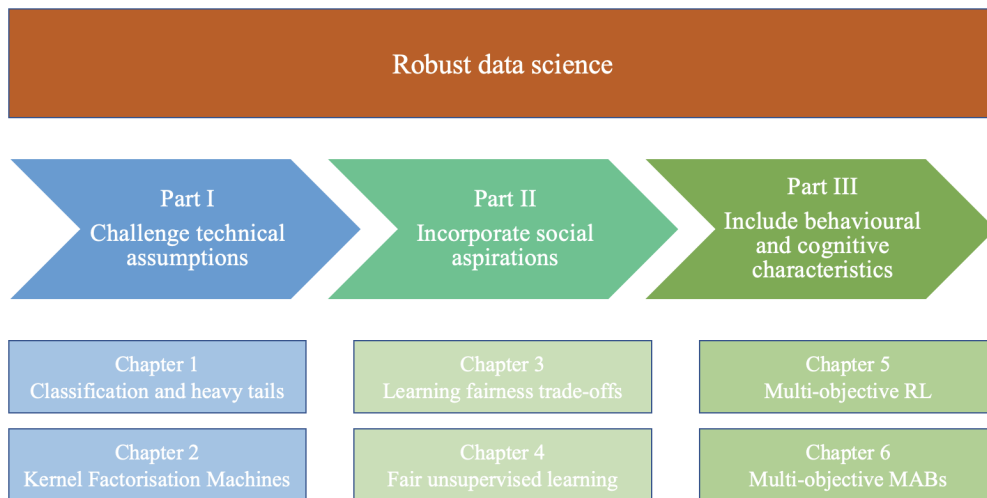 Robust data science
Part I
Challenge technical
assumptions
Part II
Incorporate social
aspirations
Part III
Include behavioural
and cognitive
characteristics
Chapter 1
Classification and heavy tails
Chapter 2
Kernel Factorisation Machines
Chapter 3
Learning fairness trade-offs
Chapter 4
Fair unsupervised learning
Chapter 5
Multi-objective RL
Chapter 6
Multi-objective MABs